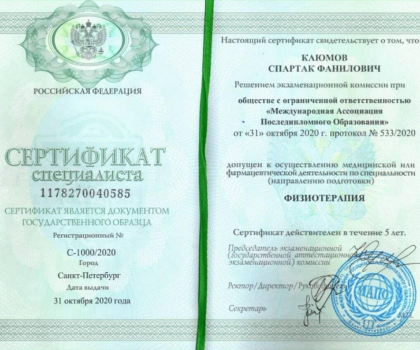 РОССИЙСКАЯ ФЕДЕРАЦИЯ
СЕРТИФИКАТ
специалиста
1178270040585
СЕРТИФИКАТ ЯВЛЯЕТСЯ ДОКУМЕНТОМ
ГОСУДАРСТВЕННОГО ОБРАЗЦА
Регистрационный №
С-1000/2020
Город
Санкт-Петербург
Дата выдачи
31 октября 2020 года
Настоящий сертификат свидетельствует о том, что
КАЮМОВ
СПАРТАК ФАНИЛОВИЧ
Решением экзаменационной комиссии при
обществе с ограниченной ответственностью
«Международная Ассоциация
- Последипломного Образования»
от «31» октября 2020 г. протокол № 533/2020
допущен к осуществлению медицинской или
фармацевтической деятельности по специальности
(направлению подготовки)
ФИЗИОТЕРАПИЯ
Сертификат действителен в течение 5 лет.
Председатель экзаменационной
(государственной аттестационной,
экзаменационной) комиссии
Ректор/Директор/Руководитель
Секретарь
МАПО